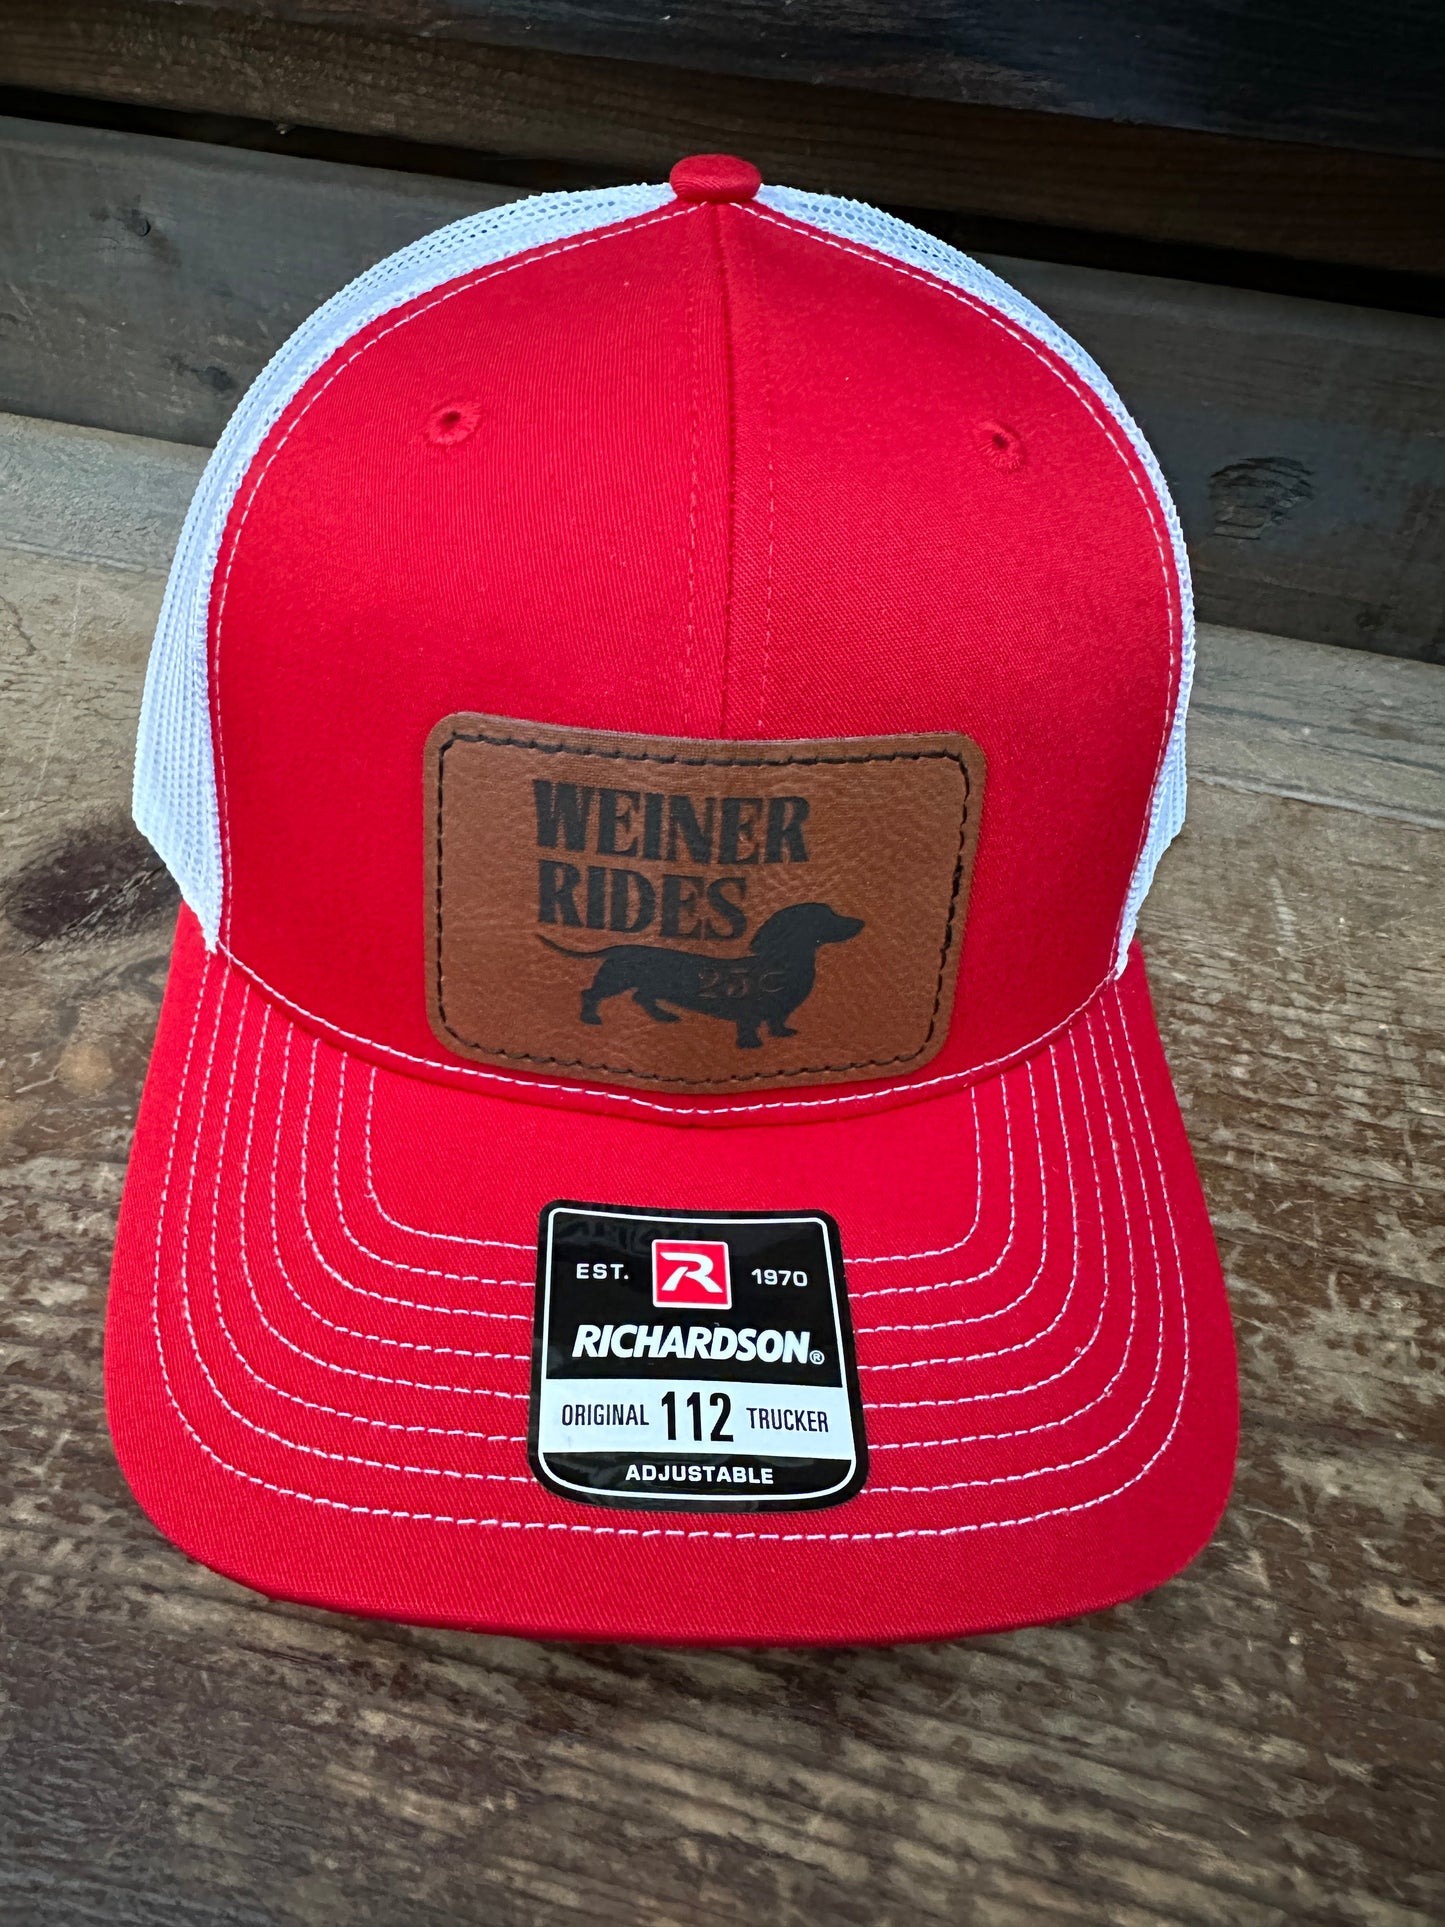 WEINER
RIDES
25¢
EST. R 1970
RICHARDSON®
ORIGINAL 112 TRUCKER
ADJUSTABLE